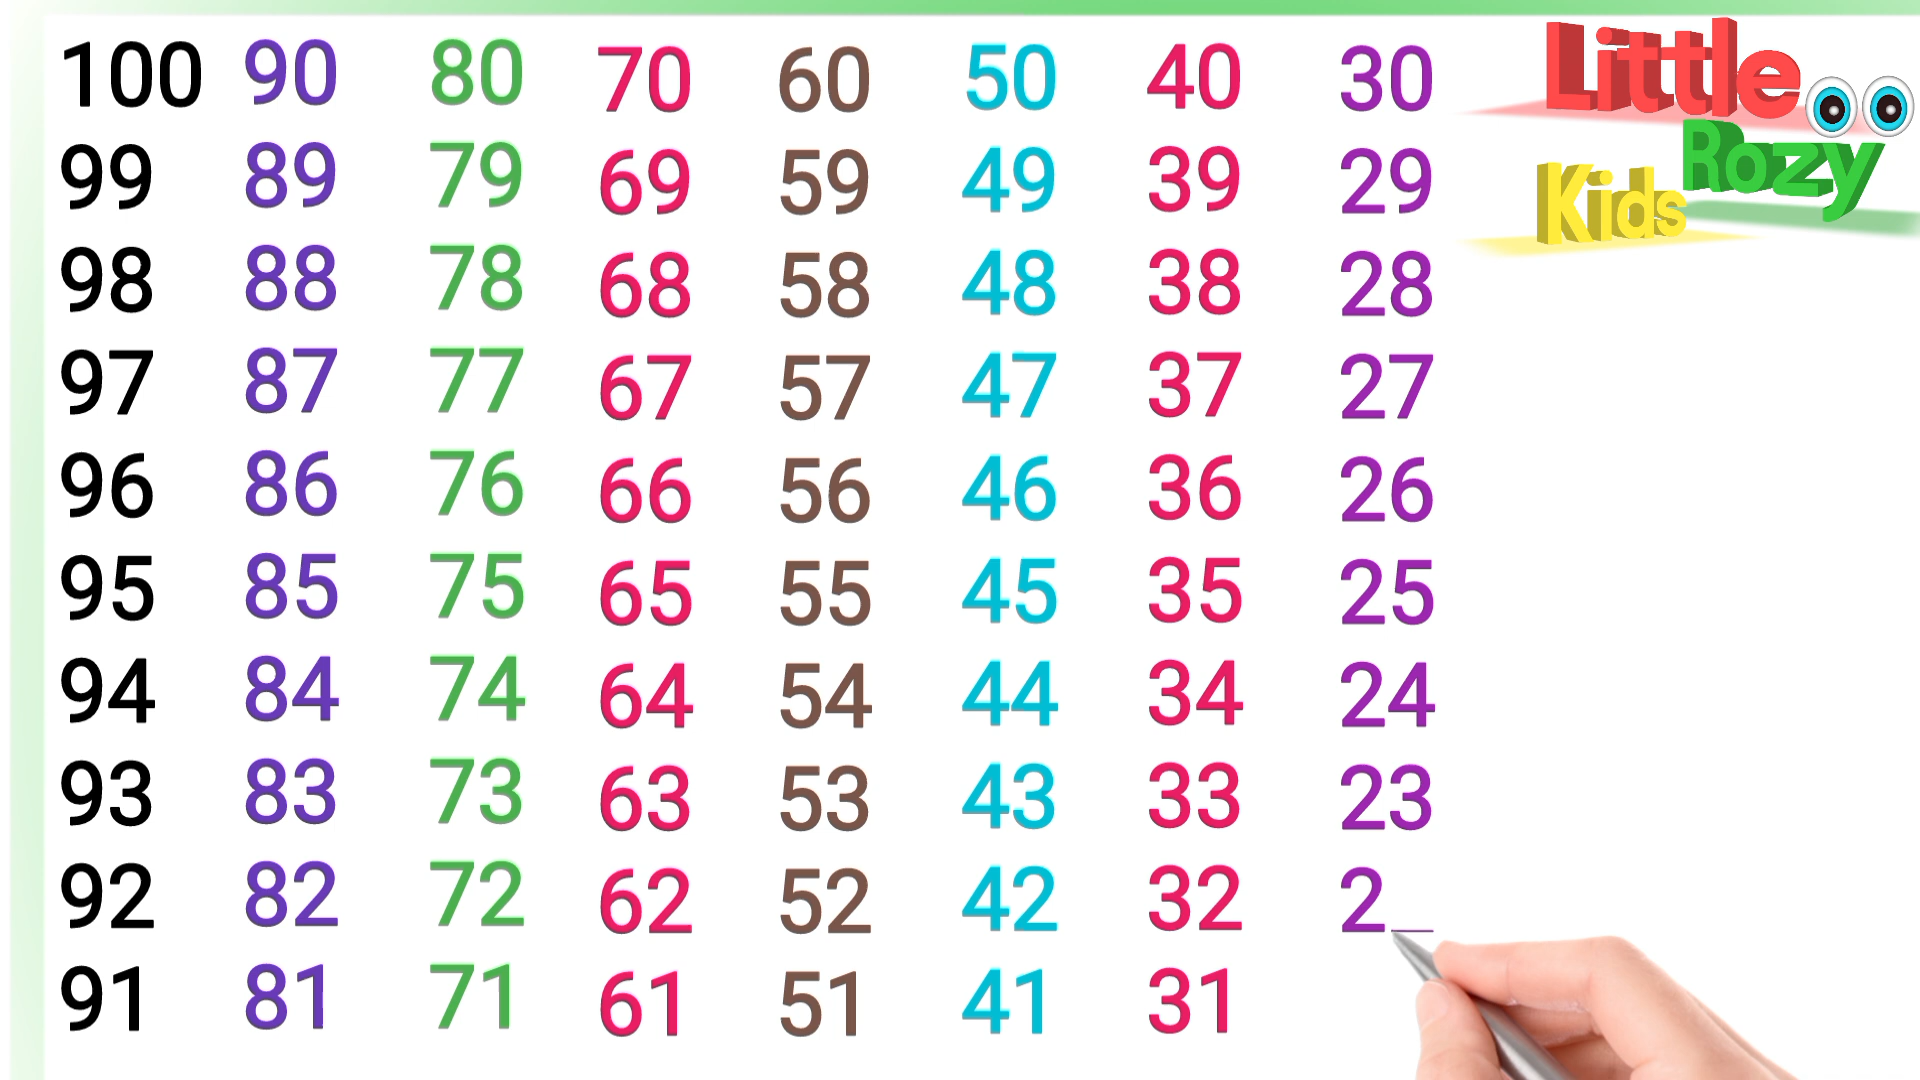 100 90 80 70 60 50 40 30
99 89 79 69 59 49 39 29
98 88 78 68 58 48 38 28
97 87 77 67 57 47 37 27
96 86 76 66 56 46 36 26
95 85 75 65 55 45 35 25
94 84 74 64 54 44 34 24
93 83 73 63 53 43 33 23
92 82 72 62 52 42 32 2
91 81 71 61 51 41 31
Little
Rozy
Kids